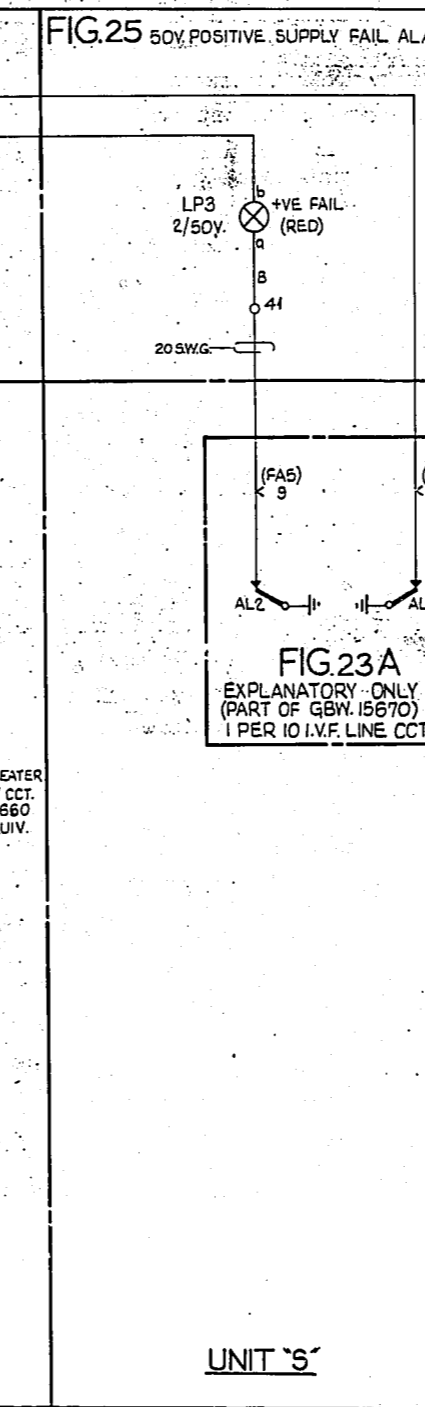 FIG.25 50V. POSITIVE SUPPLY FAIL
b
LP3
2/50V.
+VE FAIL
(RED)
a
B
41
20 S.W.G.
(FA5)
9
AL2
FIG.23A
EXPLANATORY ONLY
(PART OF GBW. 15670)
1 PER 10 I.V.F. LINE CCT
EATER
CCT.
660
UIV.
UNIT "S"